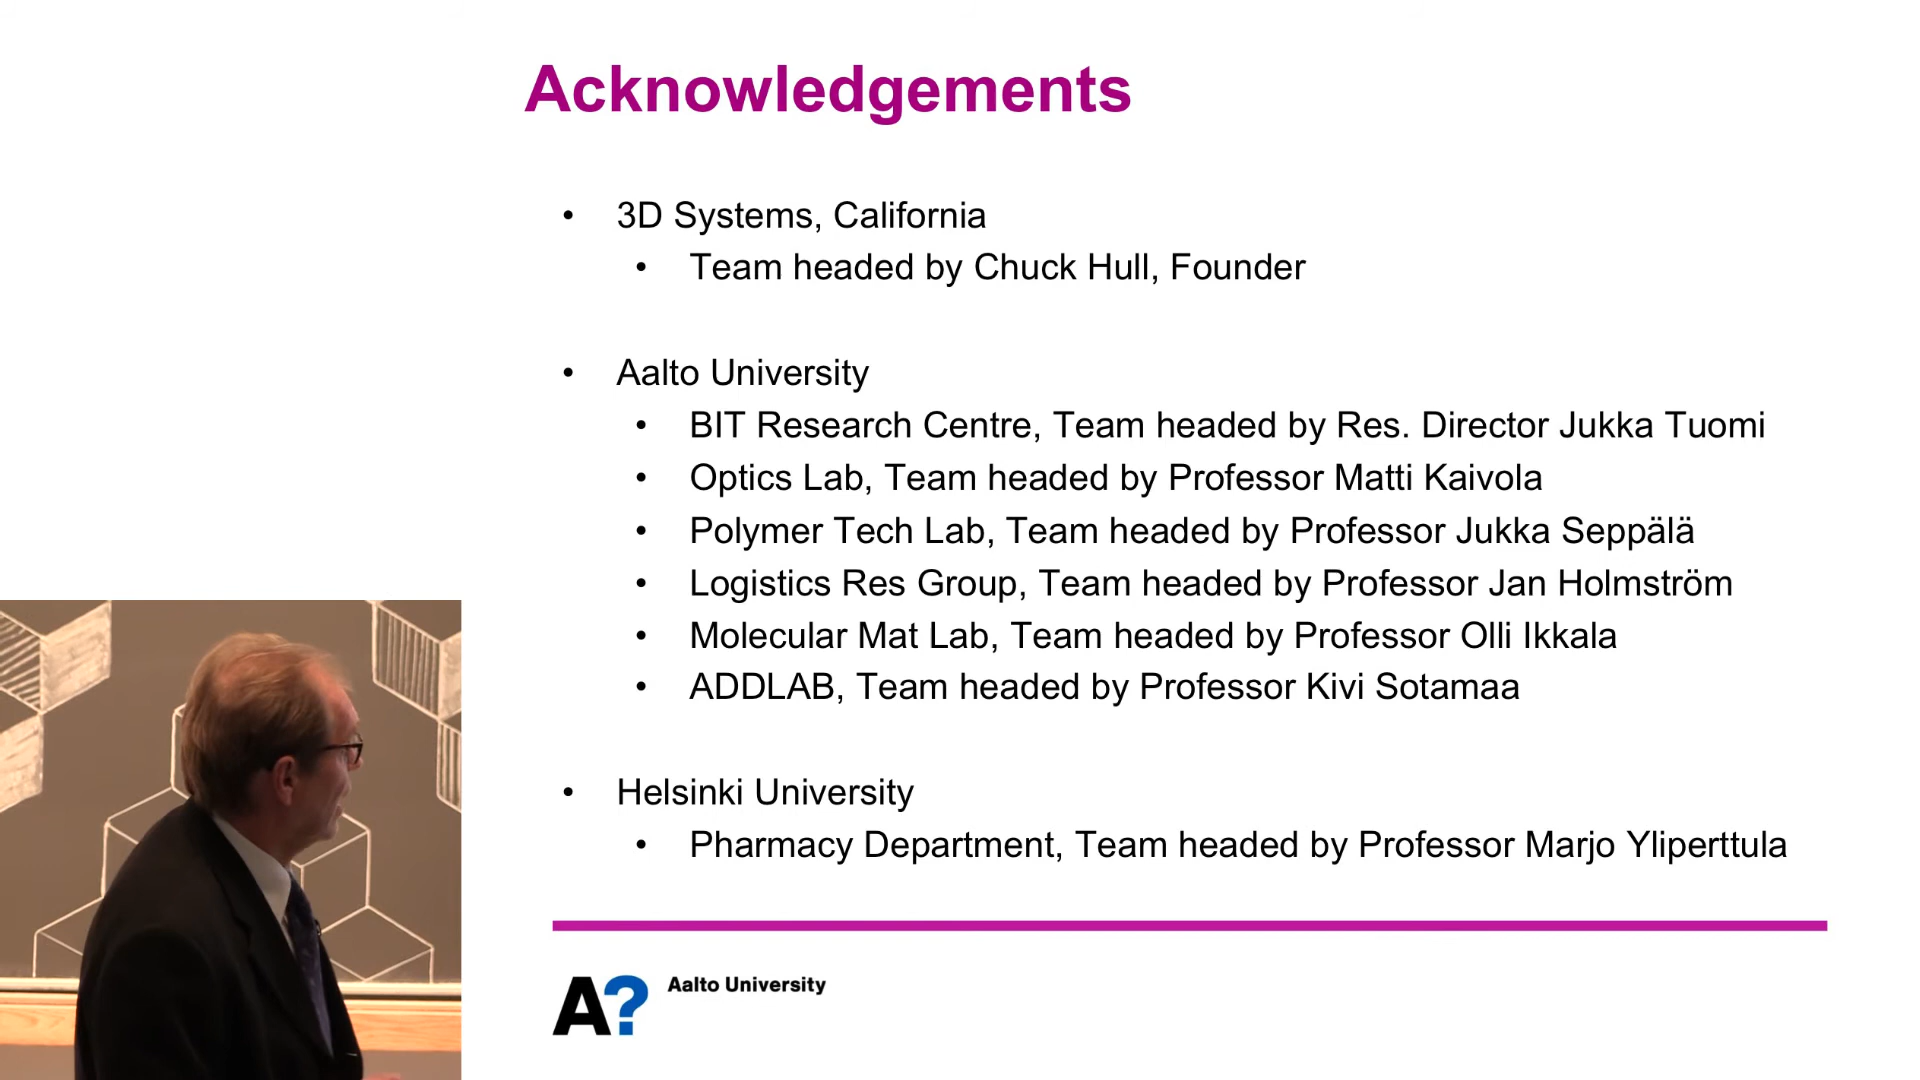 Acknowledgements
• 3D Systems, California
• Team headed by Chuck Hull, Founder
• Aalto University
• BIT Research Centre, Team headed by Res. Director Jukka Tuomi
• Optics Lab, Team headed by Professor Matti Kaivola
• Polymer Tech Lab, Team headed by Professor Jukka Seppälä
• Logistics Res Group, Team headed by Professor Jan Holmström
• Molecular Mat Lab, Team headed by Professor Olli Ikkala
• ADDLAB, Team headed by Professor Kivi Sotamaa
• Helsinki University
• Pharmacy Department, Team headed by Professor Marjo Yliperttula
A? Aalto University